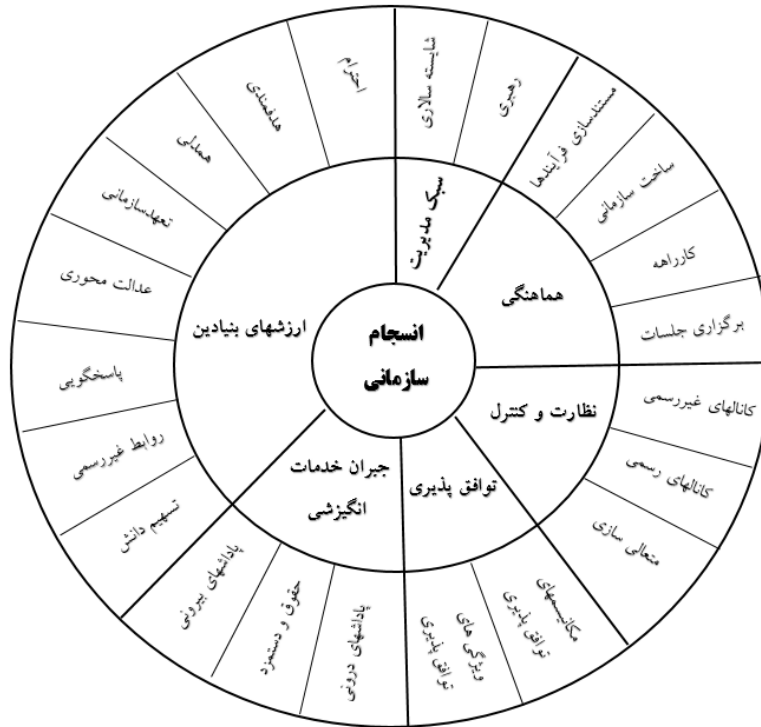 انسجام
سازمانی
سبک مدیریت
شایسته سالاری
رهبری
هماهنگی
مستندسازی فرآیندها
ساخت سازمانی
کارراهه
برگزاری جلسات
نظارت و کنترل
کانالهای غیررسمی
کانالهای رسمی
متعالی سازی
توافق پذیری
مکانیسمهای
توافق پذیری
ویژگی های
توافق پذیری
جبران خدمات
انگیزشی
پاداشهای درونی
حقوق و دستمزد
پاداشهای بیرونی
ارزشهای بنیادین
تسهیم دانش
روابط غیررسمی
پاسخگویی
عدالت محوری
تعهدسازمانی
همدلی
هدفمندی
احترام